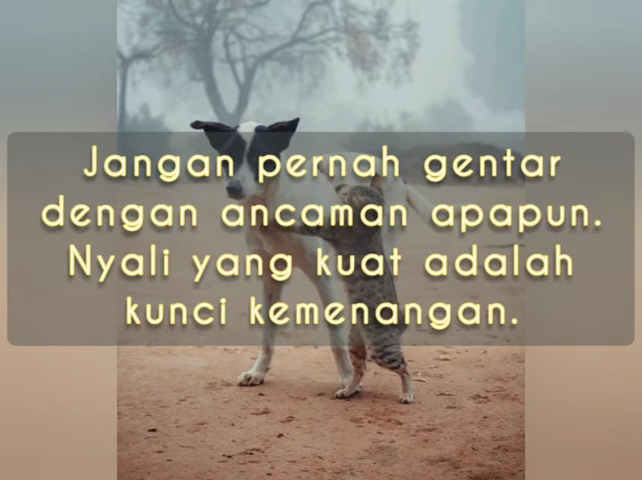 Jangan pernah gentar
dengan ancaman apapun.
Nyali yang kuat adalah
kunci kemenangan.